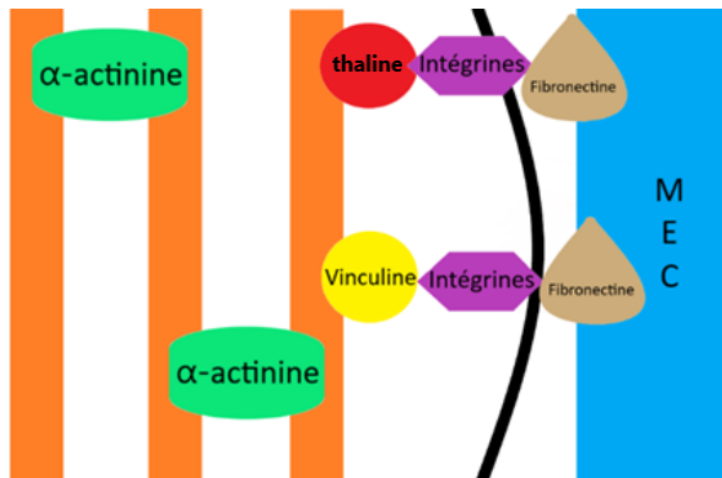 α-actinine
thaline
Intégrines
Fibronectine
M
E
C
Vinculine
Intégrines
Fibronectine
α-actinine